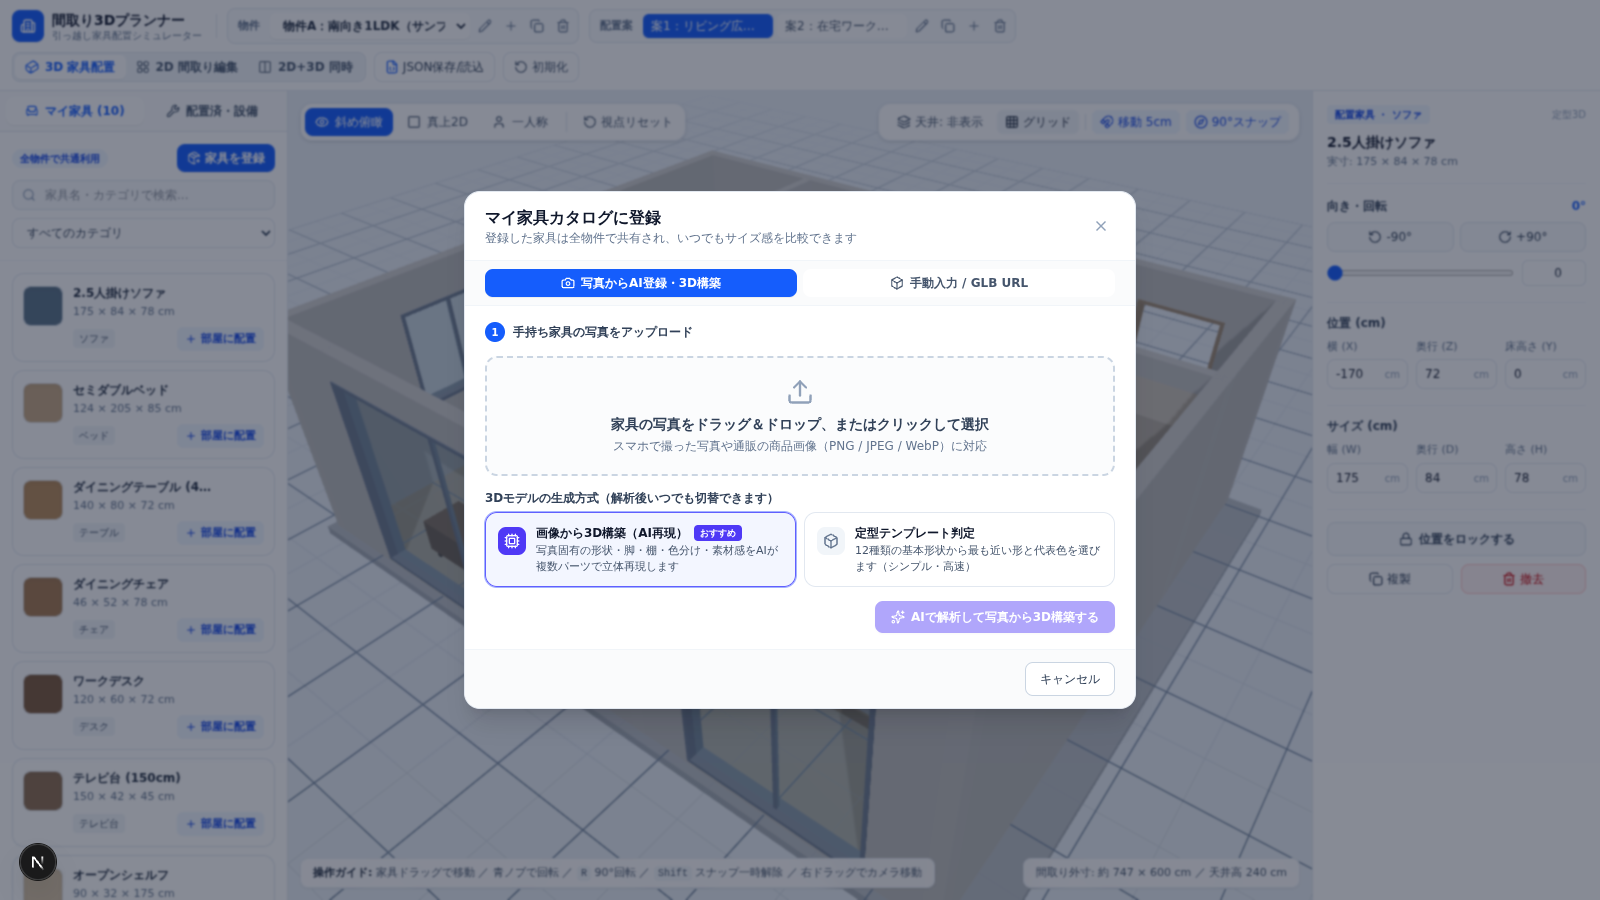 間取り3Dプランナー
引っ越し家具配置シミュレーター
物件
物件A：南向き1LDK（サンプ
配置案
案1：リビング広…
案2：在宅ワーク…
3D 家具配置
2D 間取り編集
2D+3D 同時
JSON保存/読込
初期化
マイ家具 (10)
配置済・設備
全物件で共通利用
家具を登録
家具名・カテゴリで検索…
すべてのカテゴリ
2.5人掛けソファ
175 × 84 × 78 cm
ソファ
+ 部屋に配置
セミダブルベッド
124 × 205 × 85 cm
ベッド
+ 部屋に配置
ダイニングテーブル (4…
140 × 80 × 72 cm
テーブル
+ 部屋に配置
ダイニングチェア
46 × 52 × 78 cm
チェア
+ 部屋に配置
ワークデスク
120 × 60 × 72 cm
デスク
+ 部屋に配置
テレビ台 (150cm)
150 × 42 × 45 cm
テレビ台
+ 部屋に配置
オープンシェルフ
90 × 32 × 175 cm
N
斜め俯瞰
真上2D
一人称
視点リセット
天井: 非表示
グリッド
移動 5cm
90°スナップ
マイ家具カタログに登録
登録した家具は全物件で共有され、いつでもサイズ感を比較できます
写真からAI登録・3D構築
手動入力 / GLB URL
1 手持ち家具の写真をアップロード
家具の写真をドラッグ＆ドロップ、またはクリックして選択
スマホで撮った写真や通販の商品画像（PNG / JPEG / WebP）に対応
3Dモデルの生成方式（解析後いつでも切替できます）
画像から3D構築（AI再現） おすすめ
写真固有の形状・脚・棚・色分け・素材感をAIが
複数パーツで立体再現します
定型テンプレート判定
12種類の基本形状から最も近い形と代表色を選び
ます（シンプル・高速）
AIで解析して写真から3D構築する
キャンセル
操作ガイド: 家具ドラッグで移動 ／ 青ノブで回転 ／ R 90°回転 ／ Shift スナップ一時解除 ／ 右ドラッグでカメラ移動
間取り外寸: 約 747 × 600 cm ／ 天井高 240 cm
配置家具 ・ ソファ
定型3D
2.5人掛けソファ
実寸: 175 × 84 × 78 cm
向き・回転
0°
-90°
+90°
0
位置 (cm)
横 (X)
奥行 (Z)
床高さ (Y)
-170 cm
72 cm
0 cm
サイズ (cm)
幅 (W)
奥行 (D)
高さ (H)
175
84
78
位置をロックする
複製
撤去